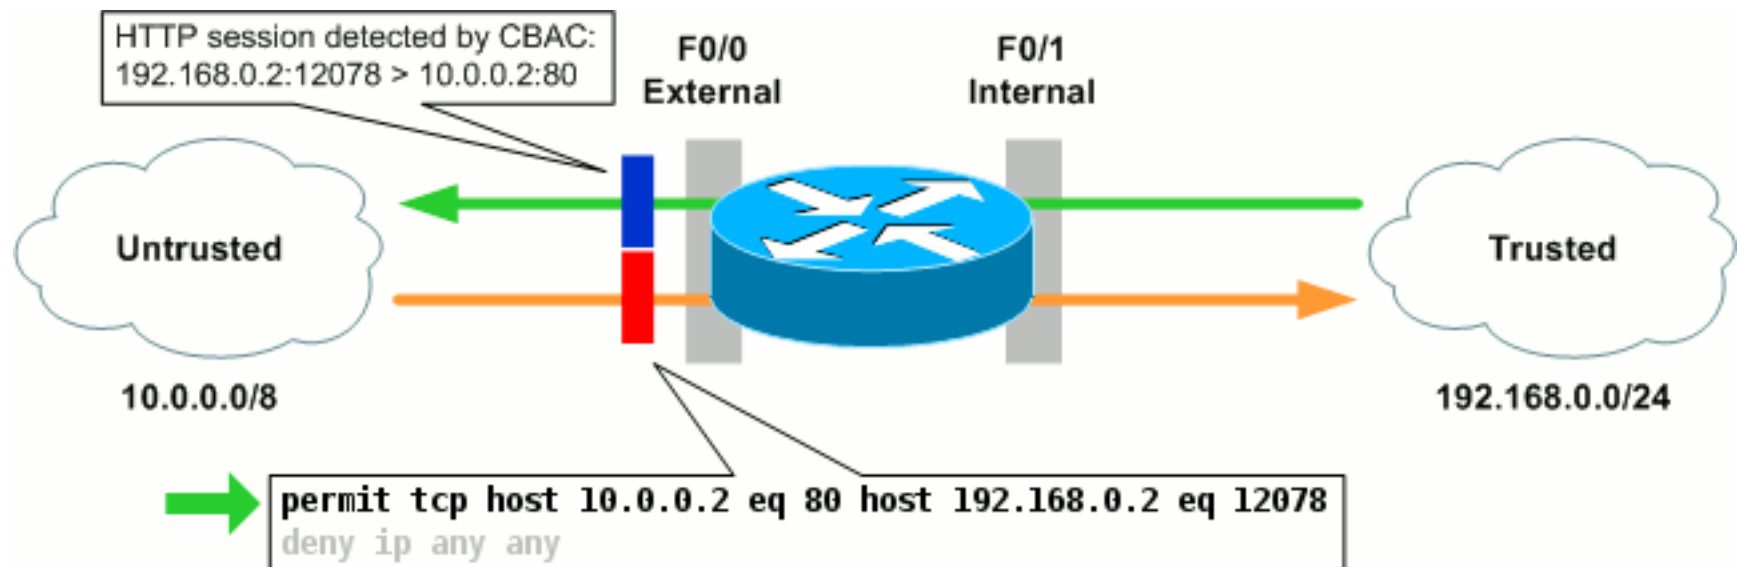 HTTP session detected by CBAC:
192.168.0.2:12078 > 10.0.0.2:80
F0/0
External
F0/1
Internal
Untrusted
Trusted
10.0.0.0/8
192.168.0.0/24
permit tcp host 10.0.0.2 eq 80 host 192.168.0.2 eq 12078
deny ip any any